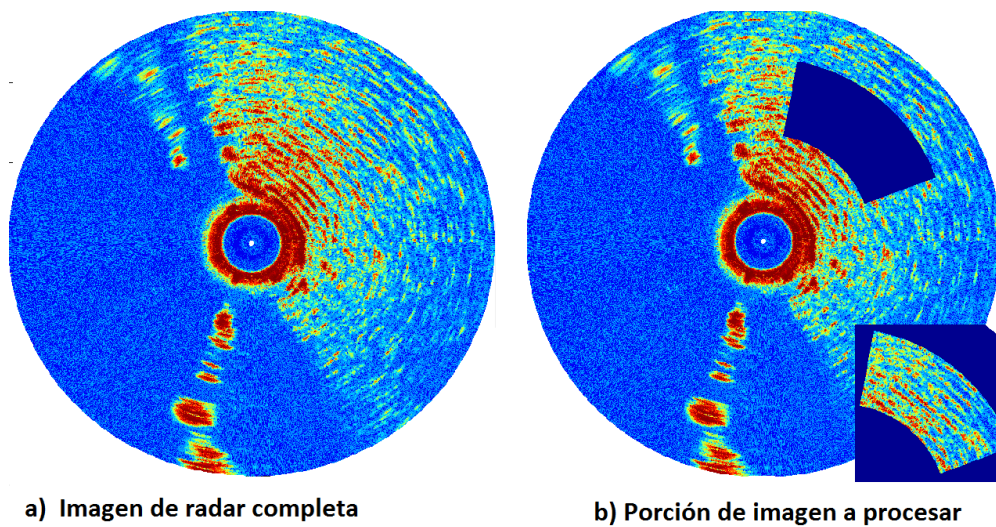 a) Imagen de radar completa
b) Porción de imagen a procesar